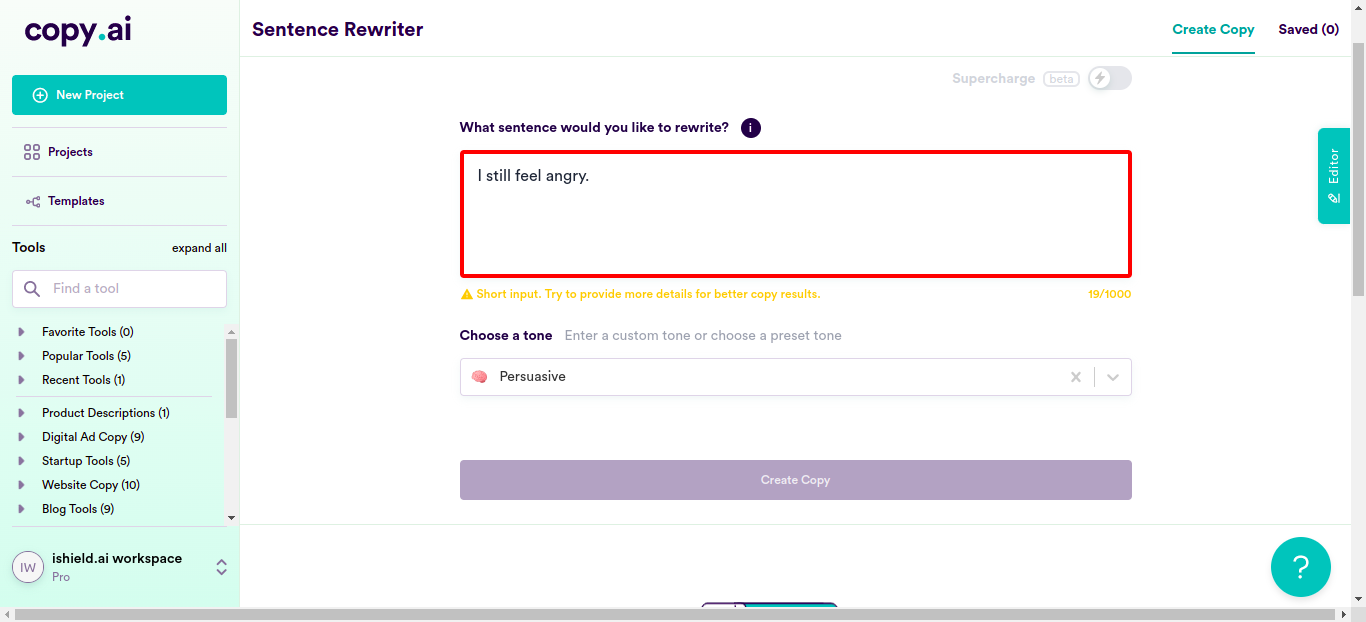 copy.ai
Sentence Rewriter
Create Copy
Saved (0)
New Project
Projects
Templates
Tools
expand all
Find a tool
Favorite Tools (0)
Popular Tools (5)
Recent Tools (1)
Product Descriptions (1)
Digital Ad Copy (9)
Startup Tools (5)
Website Copy (10)
Blog Tools (9)
IW
ishield.ai workspace
Pro
Supercharge beta
What sentence would you like to rewrite? i
I still feel angry.
Short input. Try to provide more details for better copy results.
19/1000
Choose a tone Enter a custom tone or choose a preset tone
Persuasive
Create Copy
Editor
?